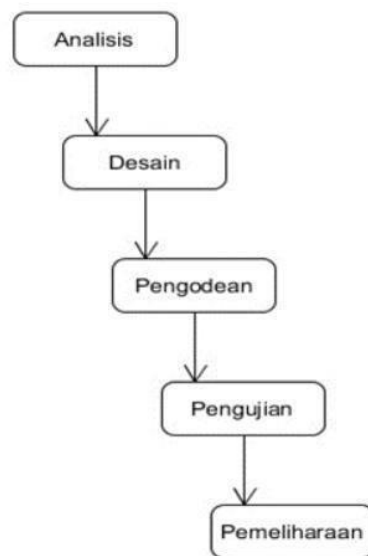 Analisis
Desain
Pengodean
Pengujian
Pemeliharaan